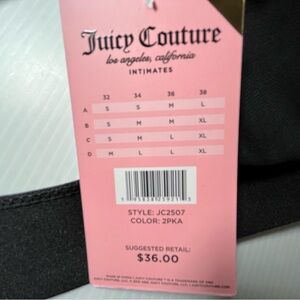 Juicy Couture
los angeles, california
INTIMATES
32 34 36 38
A S S M L
B S M M XL
C S M L XL
D M L L XL
STYLE: JC2507
COLOR: 2PKA
SUGGESTED RETAIL:
$36.00